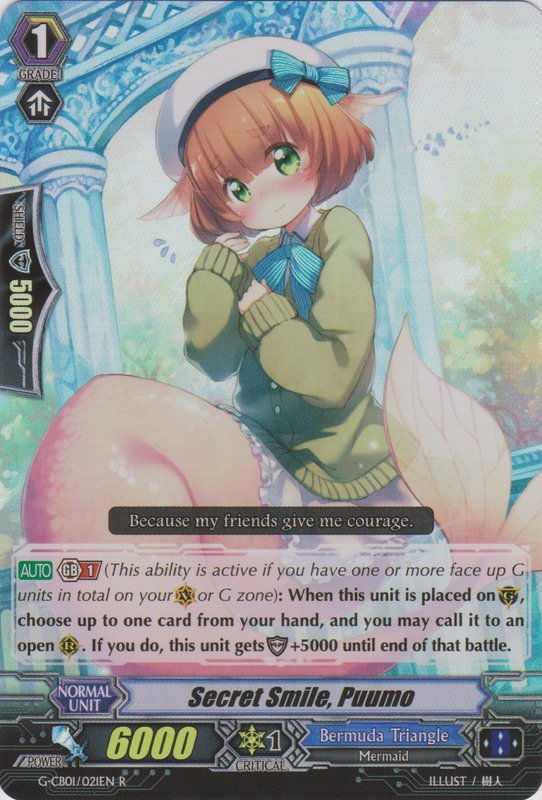 1
GRADE
SHIELD
5000
Because my friends give me courage.
AUTO GB 1 (This ability is active if you have one or more face up G
units in total on your V or G zone): When this unit is placed on G,
choose up to one card from your hand, and you may call it to an
open R. If you do, this unit gets +5000 until end of that battle.
NORMAL
UNIT
Secret Smile, Puumo
POWER
6000
1
CRITICAL
Bermuda Triangle
Mermaid
G-CB01/021EN R
ILLUST / 樹人